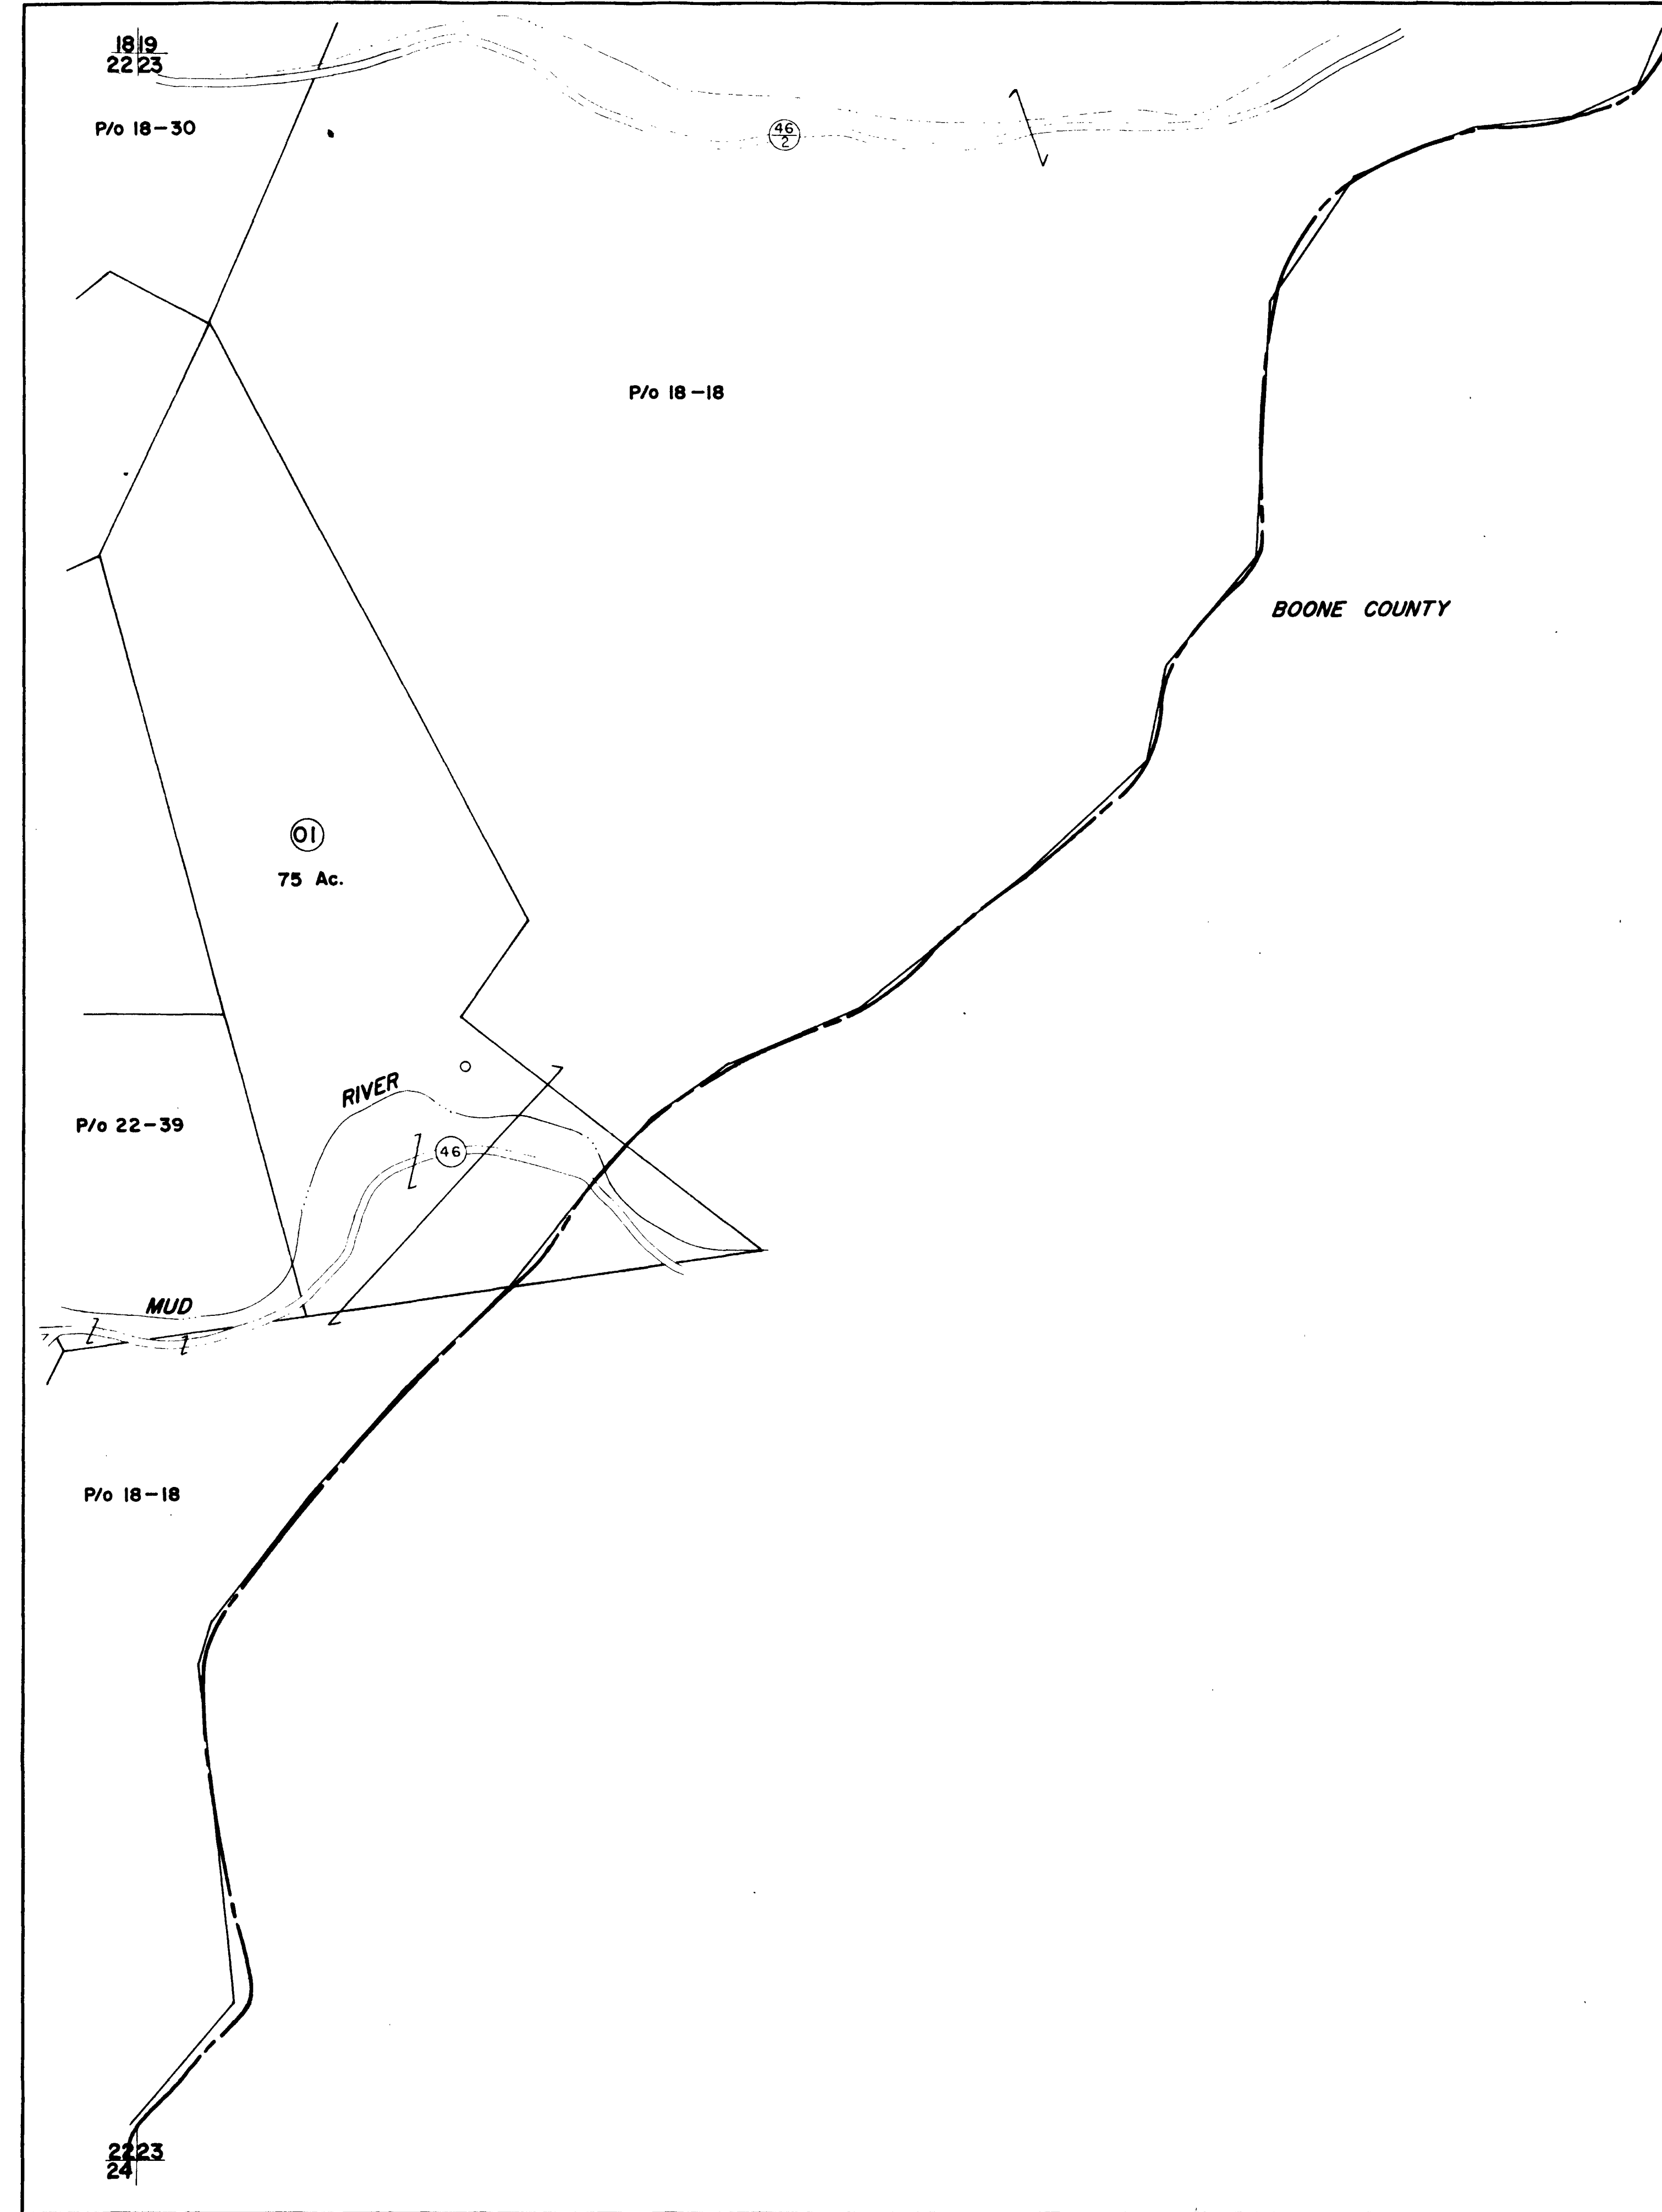 18 19
22 23
P/o 18-30
46
2
P/o 18-18
BOONE COUNTY
01
75 Ac.
RIVER
P/o 22-39
46
MUD
P/o 18-18
22 23
24